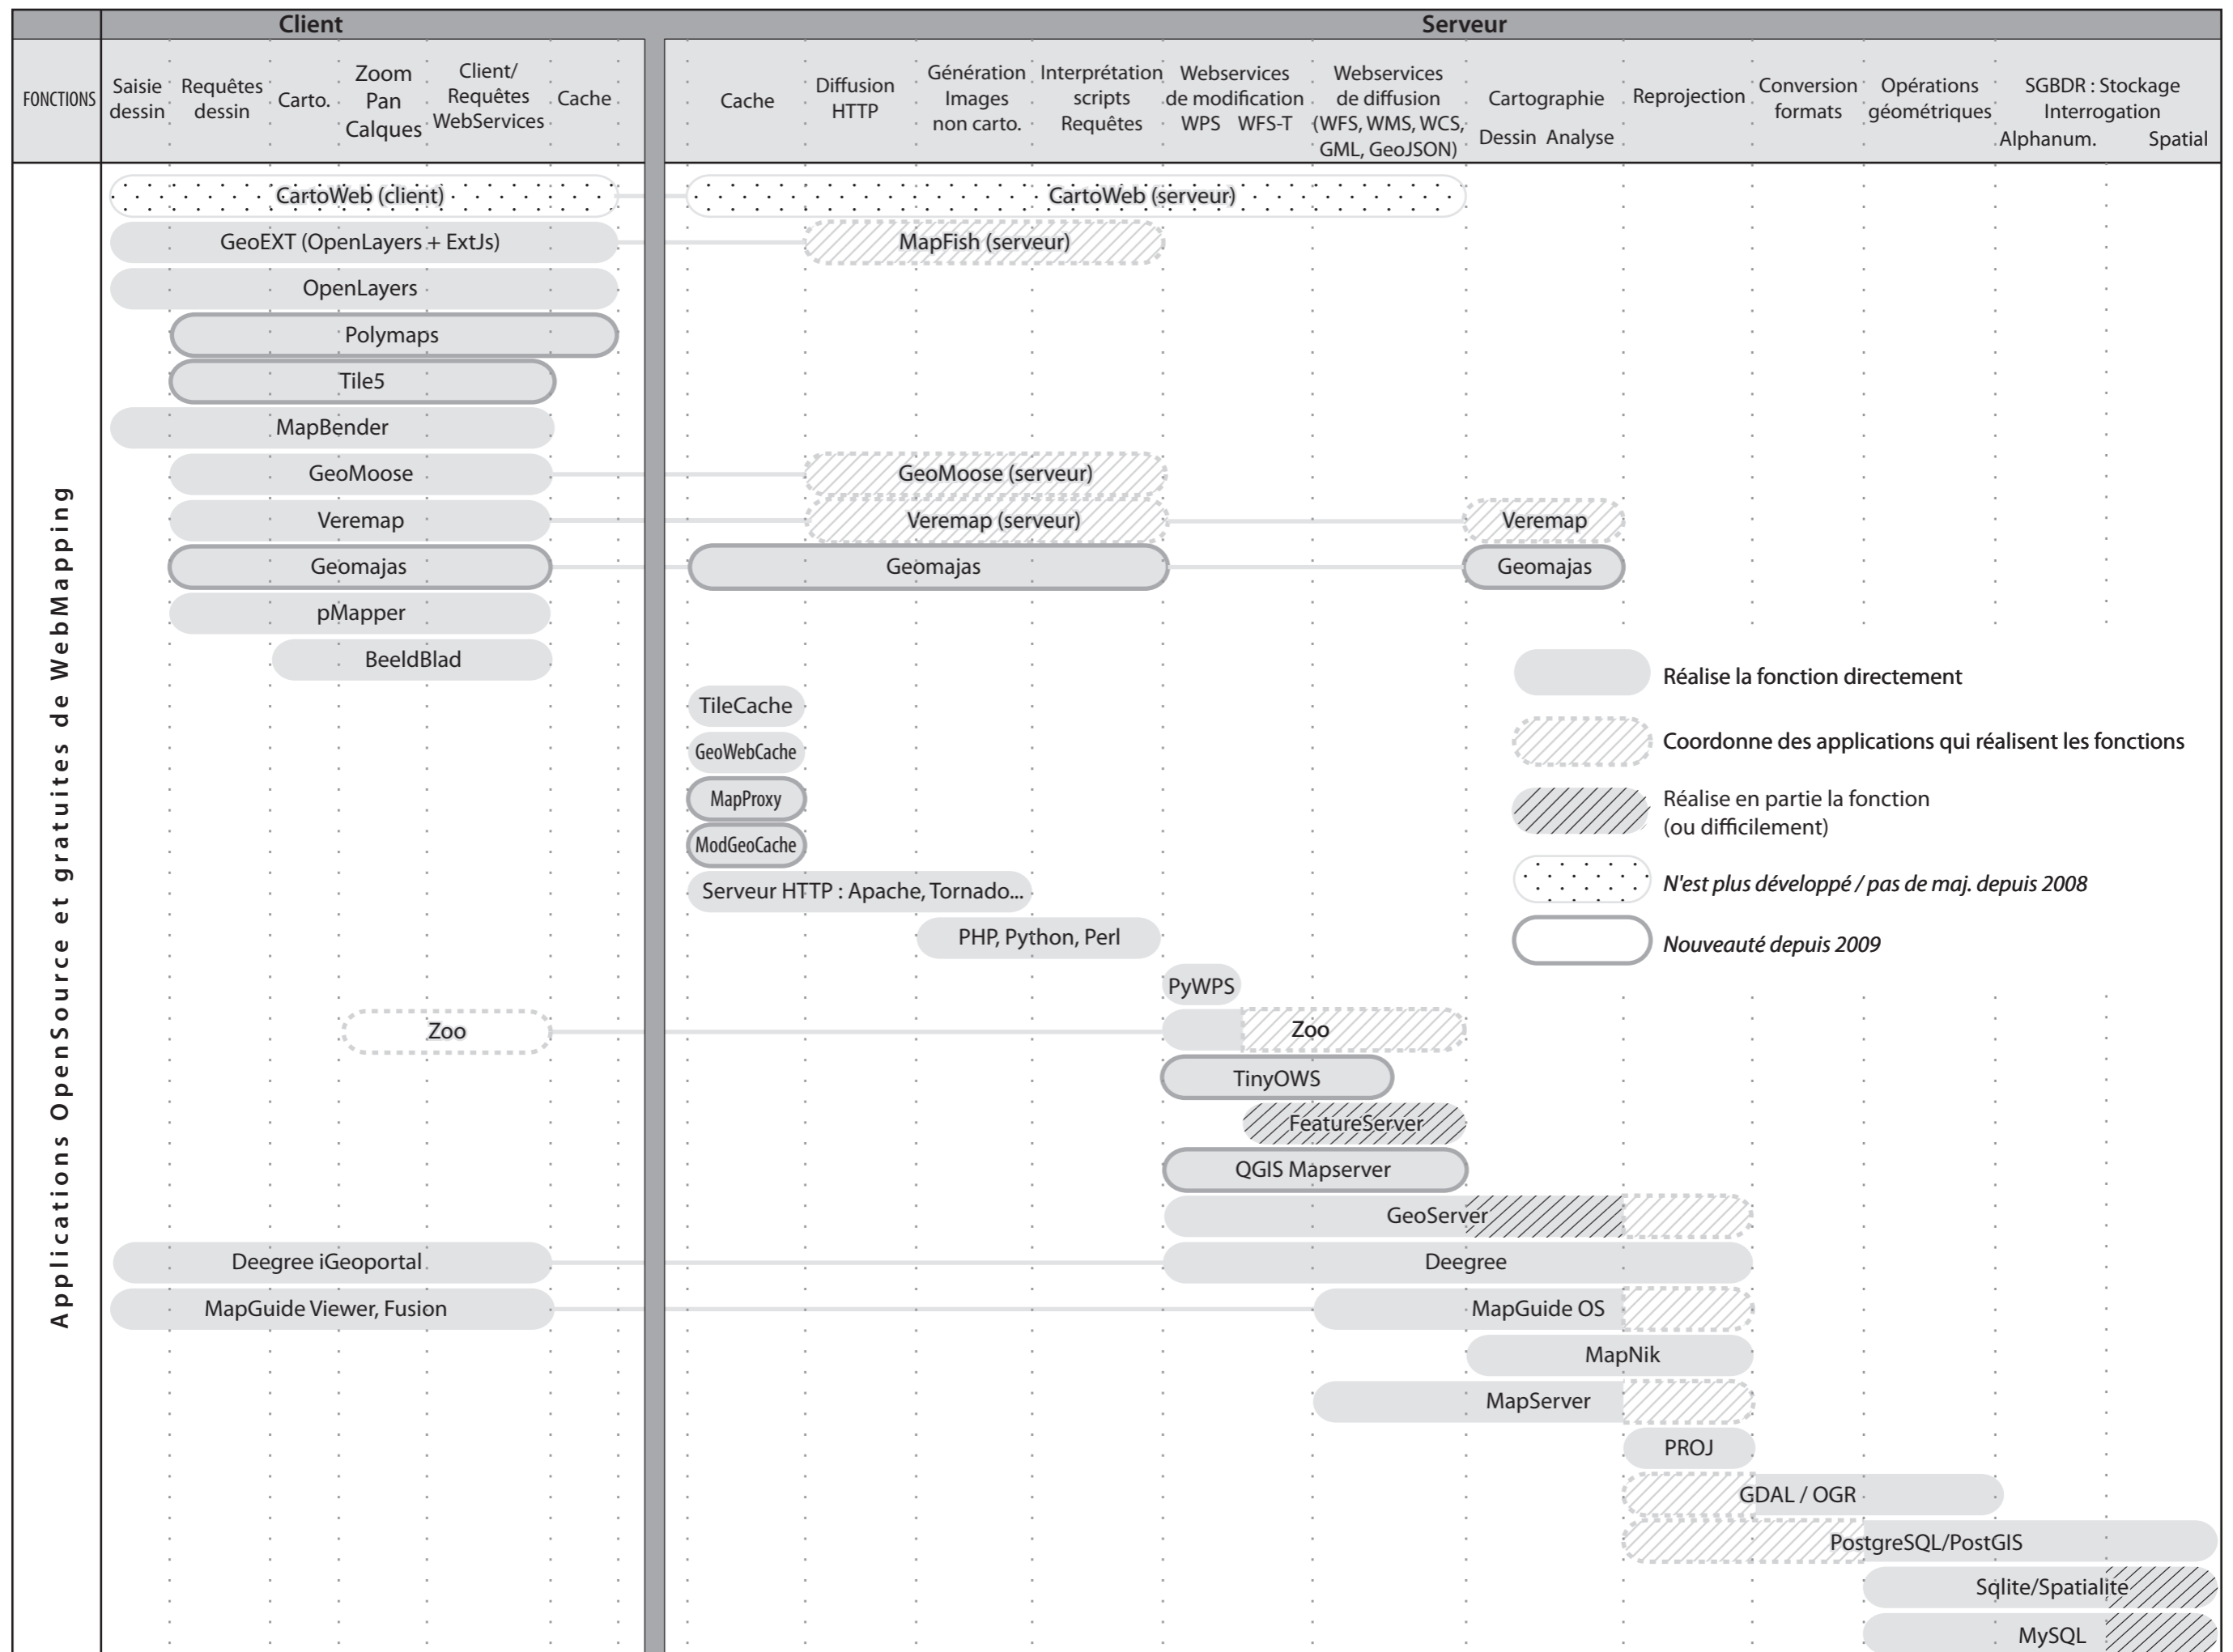 Client
Serveur
FONCTIONS
Saisie
dessin
Requêtes
dessin
Carto.
Zoom
Pan
Calques
Client/
Requêtes
WebServices
Cache
Cache
Diffusion
HTTP
Génération
Images
non carto.
Interprétation
scripts
Requêtes
Webservices
de modification
WPS WFS-T
Webservices
de diffusion
(WFS, WMS, WCS,
GML, GeoJSON)
Cartographie
Dessin Analyse
Reprojection
Conversion
formats
Opérations
géométriques
SGBDR : Stockage
Interrogation
Alphanum. Spatial
Applications OpenSource et gratuites de WebMapping
CartoWeb (client)
CartoWeb (serveur)
GeoEXT (OpenLayers + ExtJs)
MapFish (serveur)
OpenLayers
Polymaps
Tile5
MapBender
GeoMoose
GeoMoose (serveur)
Veremap
Veremap (serveur)
Veremap
Geomajas
Geomajas
Geomajas
pMapper
BeeldBlad
TileCache
GeoWebCache
MapProxy
ModGeoCache
Serveur HTTP : Apache, Tornado...
PHP, Python, Perl
PyWPS
Zoo
Zoo
TinyOWS
FeatureServer
QGIS Mapserver
GeoServer
Deegree iGeoportal
Deegree
MapGuide Viewer, Fusion
MapGuide OS
MapNik
MapServer
PROJ
GDAL / OGR
PostgreSQL/PostGIS
Sqlite/Spatialite
MySQL
Réalise la fonction directement
Coordonne des applications qui réalisent les fonctions
Réalise en partie la fonction
(ou difficilement)
N'est plus développé / pas de maj. depuis 2008
Nouveauté depuis 2009